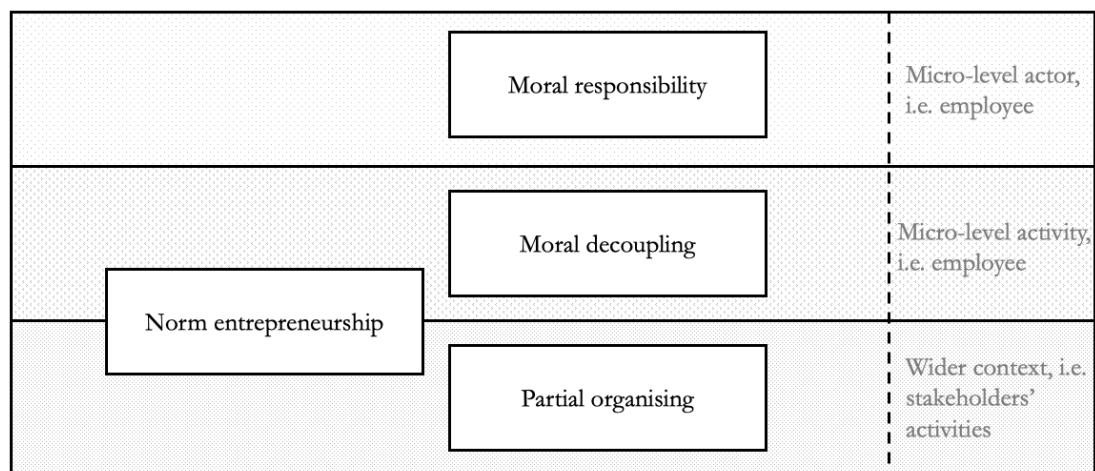 Moral responsibility
Micro-level actor,
i.e. employee
Moral decoupling
Micro-level activity,
i.e. employee
Norm entrepreneurship
Partial organising
Wider context, i.e.
stakeholders’
activities